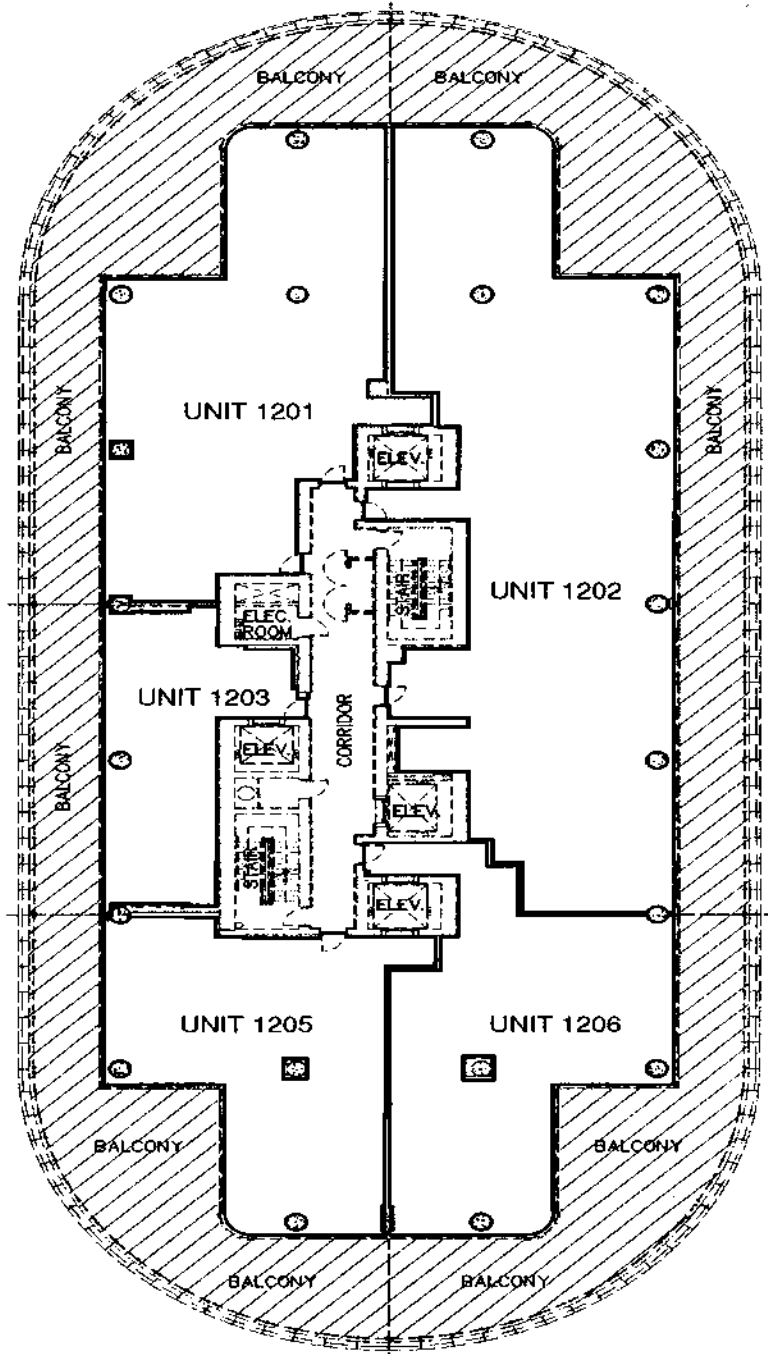 BALCONY
BALCONY
UNIT 1201
BALCONY
BALCONY
ELEV.
STAIR
UNIT 1202
ELEC.
ROOM
UNIT 1203
CORRIDOR
ELEV.
BALCONY
ELEV.
STAIR
ELEV.
UNIT 1205
UNIT 1206
BALCONY
BALCONY
BALCONY
BALCONY